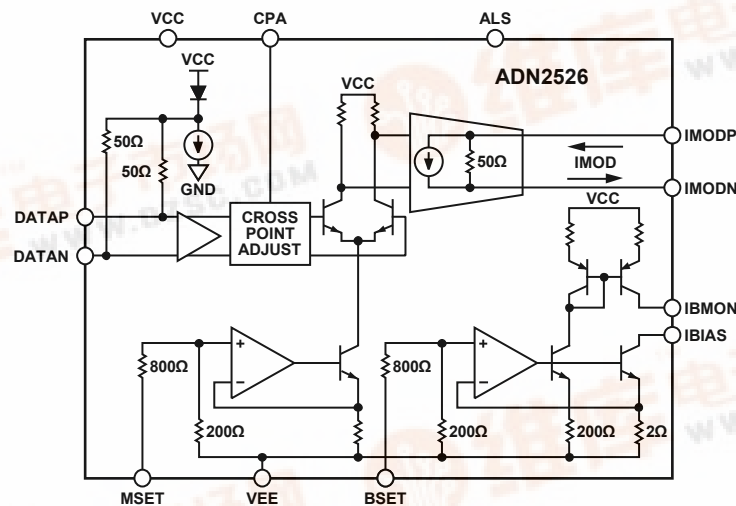 VCC
CPA
ALS
VCC
VCC
ADN2526
50Ω
50Ω
GND
50Ω
IMOD
IMODP
IMODN
VCC
DATAP
DATAN
CROSS
POINT
ADJUST
IBMON
IBIAS
800Ω
+
−
200Ω
800Ω
+
−
200Ω
200Ω
2Ω
MSET
VEE
BSET